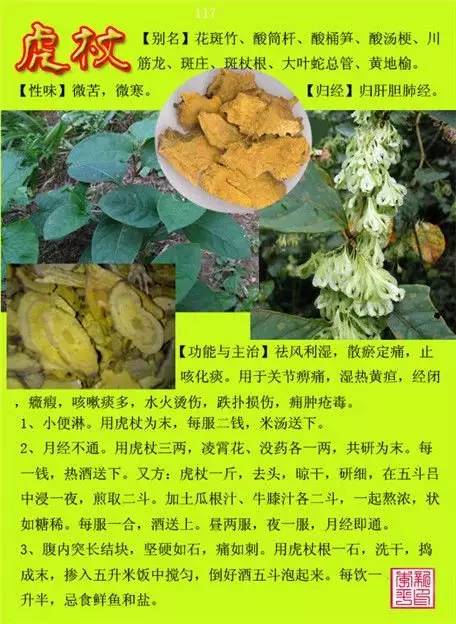 117
虎杖
【别名】花斑竹、酸筒杆、酸桶笋、酸汤梗、川
筋龙、斑庄、斑杖根、大叶蛇总管、黄地榆。
【性味】微苦，微寒。
【归经】归肝胆肺经。
【功能与主治】祛风利湿，散瘀定痛，止
咳化痰。用于关节痹痛，湿热黄疸，经闭
，癓瘕，咳嗽痰多，水火烫伤，跌扑损伤，痈肿疮毒。
1、小便淋。用虎杖为末，每服二钱，米汤送下。
2、月经不通。用虎杖三两，凌霄花、没药各一两，共研为末。每
一钱，热酒送下。又方：虎杖一斤，去头，晾干，研细，在五斗吕
中浸一夜，煎取二斗。加土瓜根汁、牛膝汁各二斗，一起熬浓，状
如糖稀。每服一合，酒送上。昼两服，夜一服，月经即通。
3、腹内突长结块，坚硬如石，痛如刺。用虎杖根一石，洗干，捣
成末，掺入五升米饭中搅匀，倒好酒五斗泡起来。每饮一
升半，忌食鲜鱼和盐。